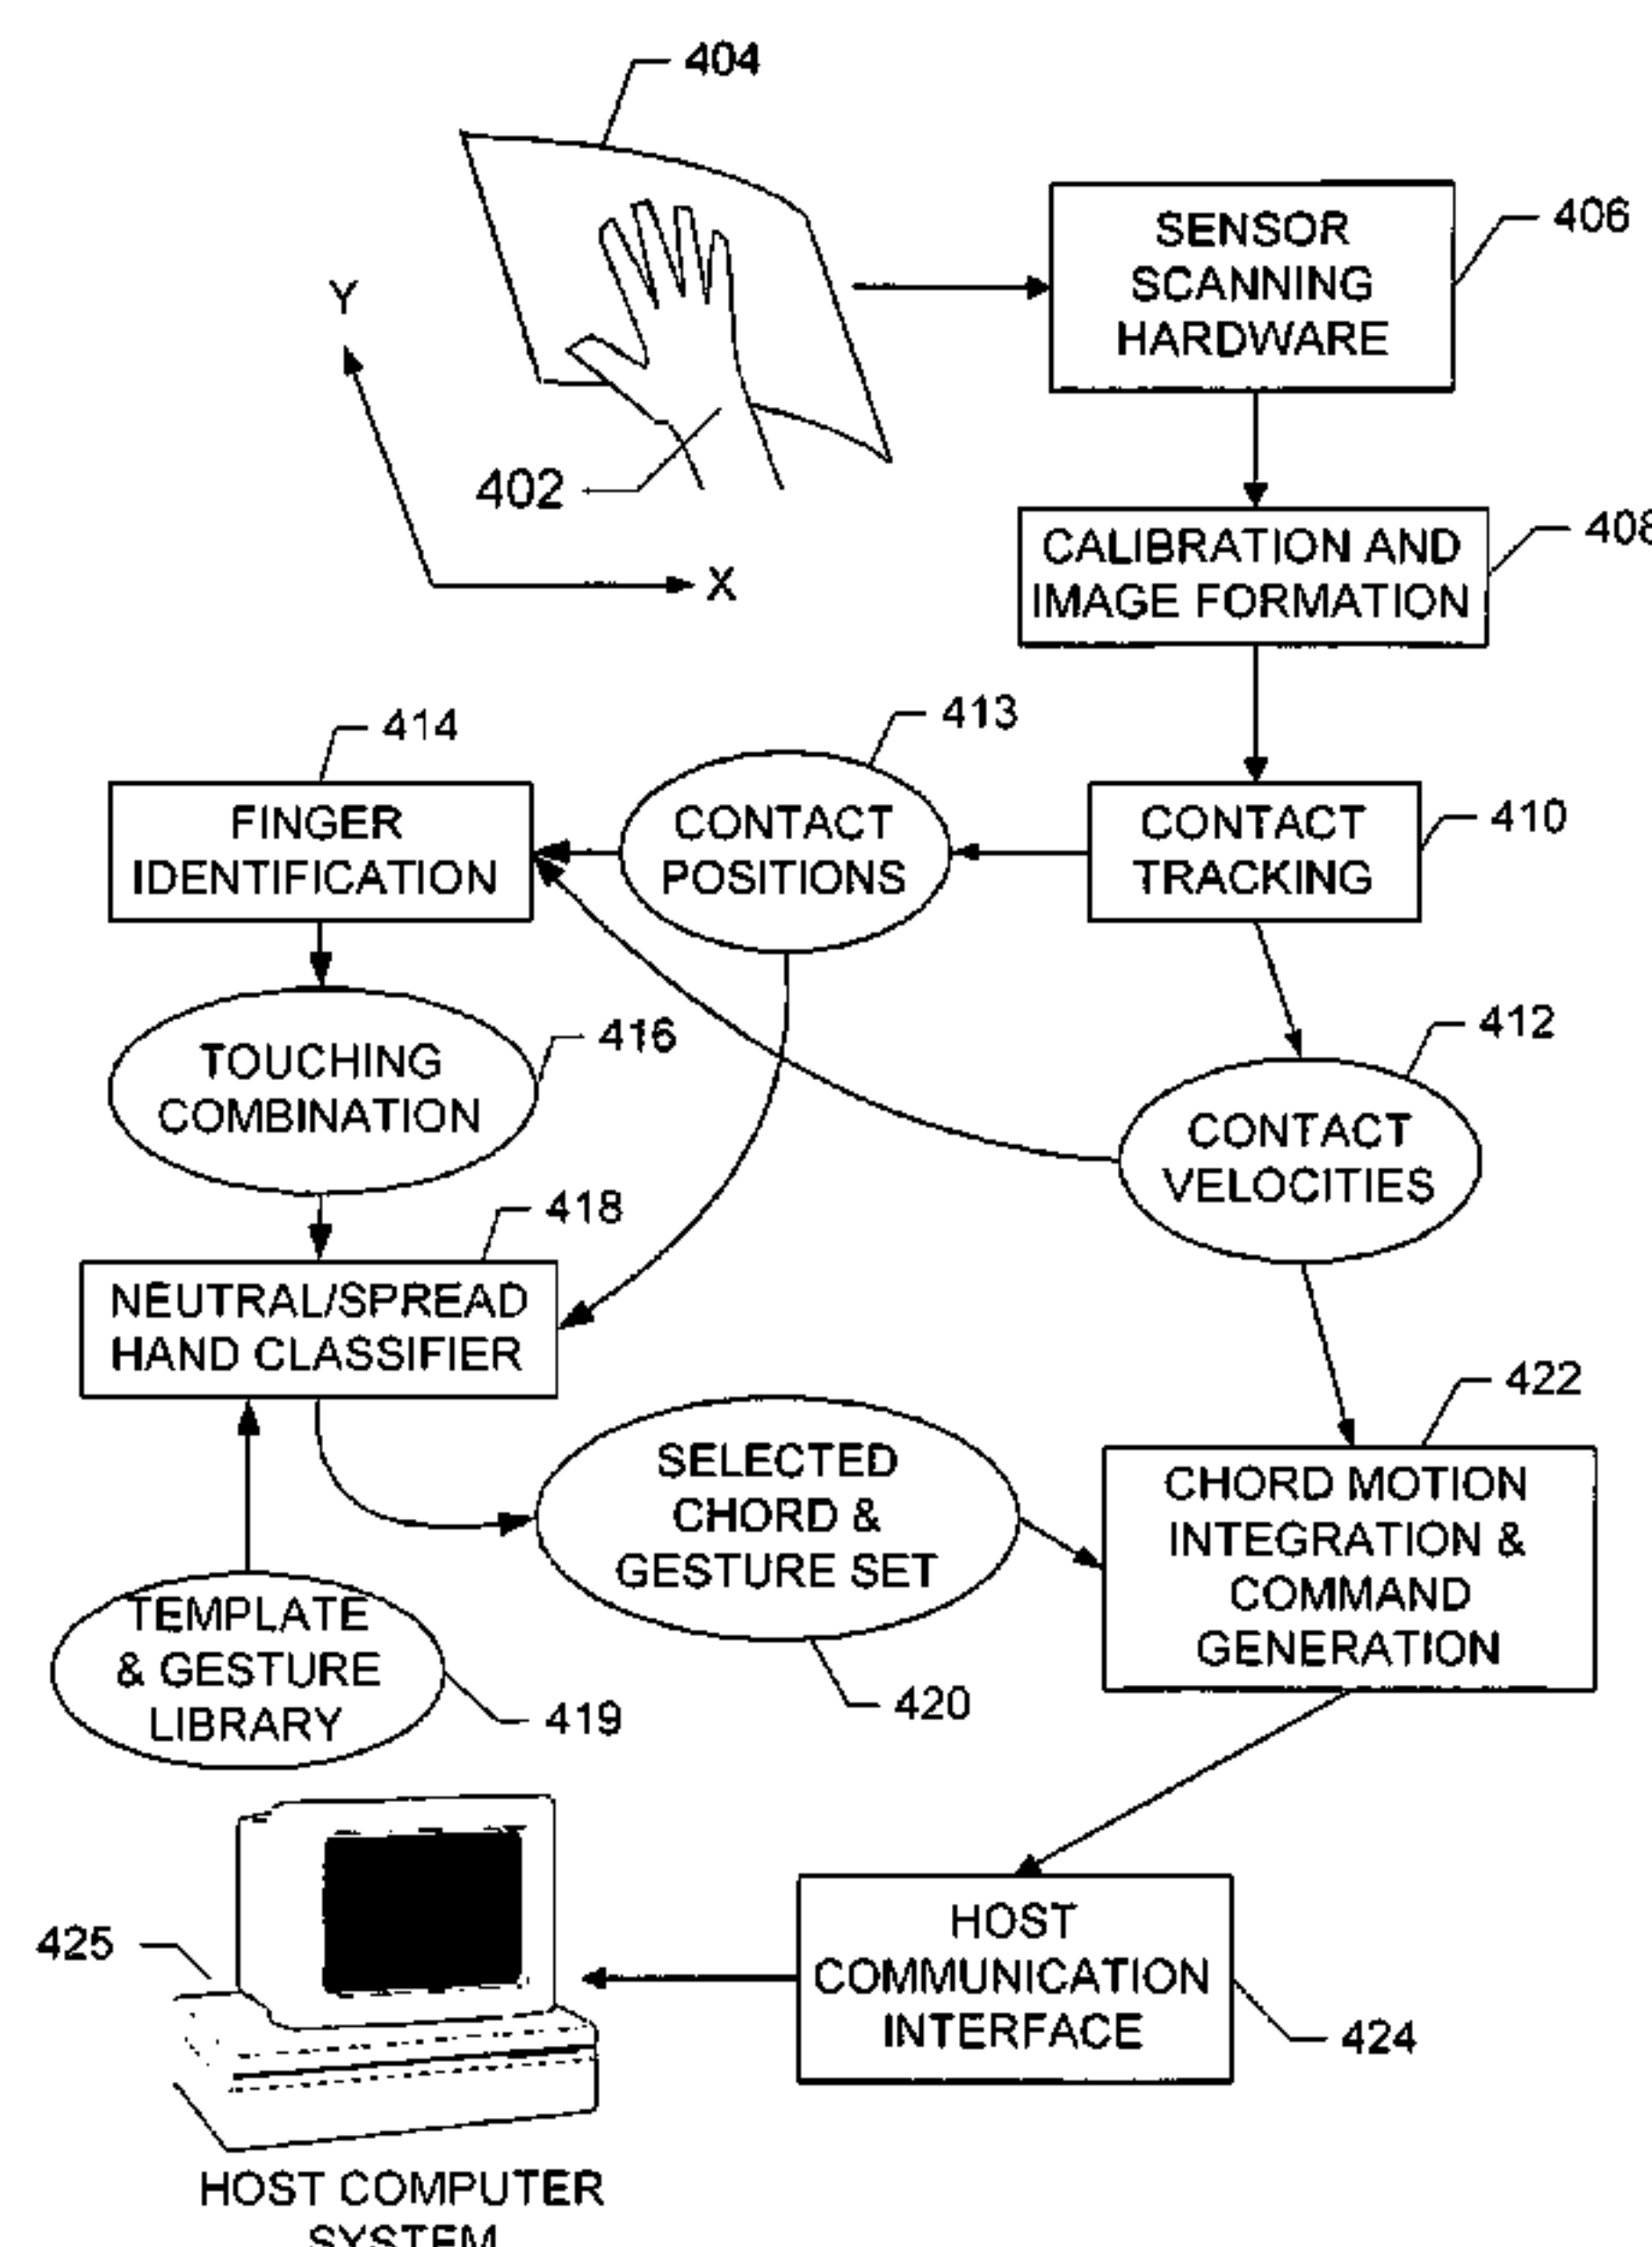 404
SENSOR
SCANNING
HARDWARE
406
Y
402
X
CALIBRATION AND
IMAGE FORMATION
408
414
413
FINGER
IDENTIFICATION
CONTACT
POSITIONS
CONTACT
TRACKING
410
TOUCHING
COMBINATION
416
412
CONTACT
VELOCITIES
418
NEUTRAL/SPREAD
HAND CLASSIFIER
422
SELECTED
CHORD &
GESTURE SET
CHORD MOTION
INTEGRATION &
COMMAND
GENERATION
TEMPLATE
& GESTURE
LIBRARY
419
420
425
HOST
COMMUNICATION
INTERFACE
424
HOST COMPUTER
SYSTEM